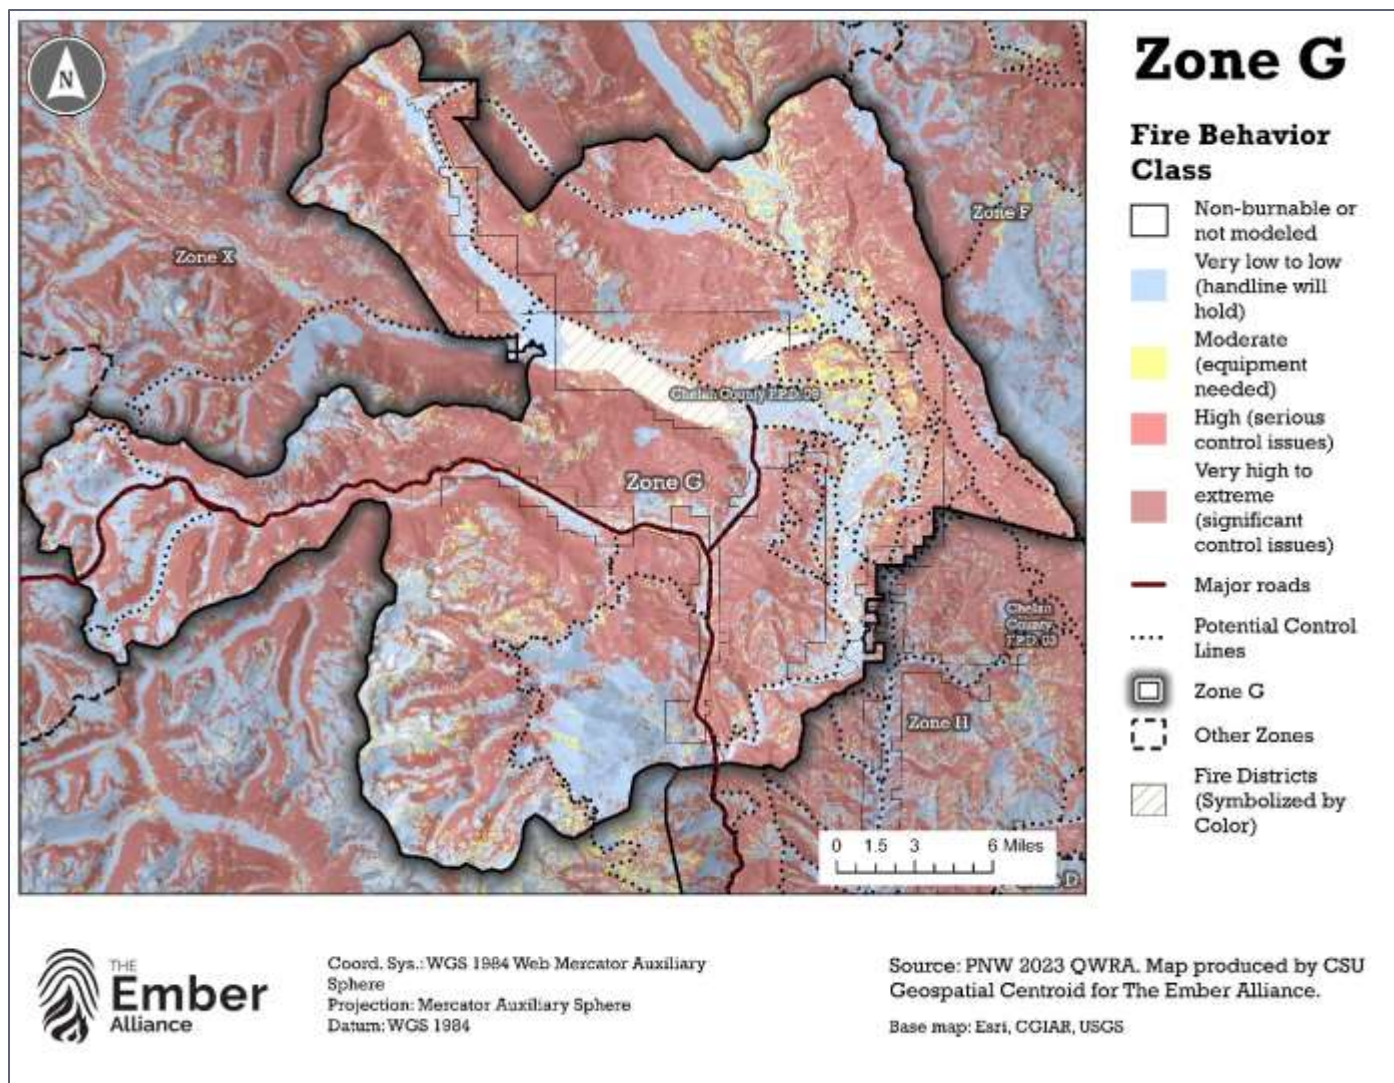 Zone G
Fire Behavior
Class
Non-burnable or
not modeled
Very low to low
(handline will
hold)
Moderate
(equipment
needed)
High (serious
control issues)
Very high to
extreme
(significant
control issues)
Major roads
Potential Control
Lines
Zone G
Other Zones
Fire Districts
(Symbolized by
Color)
N
Zone F
Zone X
Chelan County F.P.D. 09
Zone G
Chelan
County
F.P.D. 03
Zone H
0 1.5 3 6 Miles
D
THE
Ember
Alliance
Coord. Sys.: WGS 1984 Web Mercator Auxiliary
Sphere
Projection: Mercator Auxiliary Sphere
Datum: WGS 1984
Source: PNW 2023 QWRA. Map produced by CSU
Geospatial Centroid for The Ember Alliance.
Base map: Esri, CGIAR, USGS